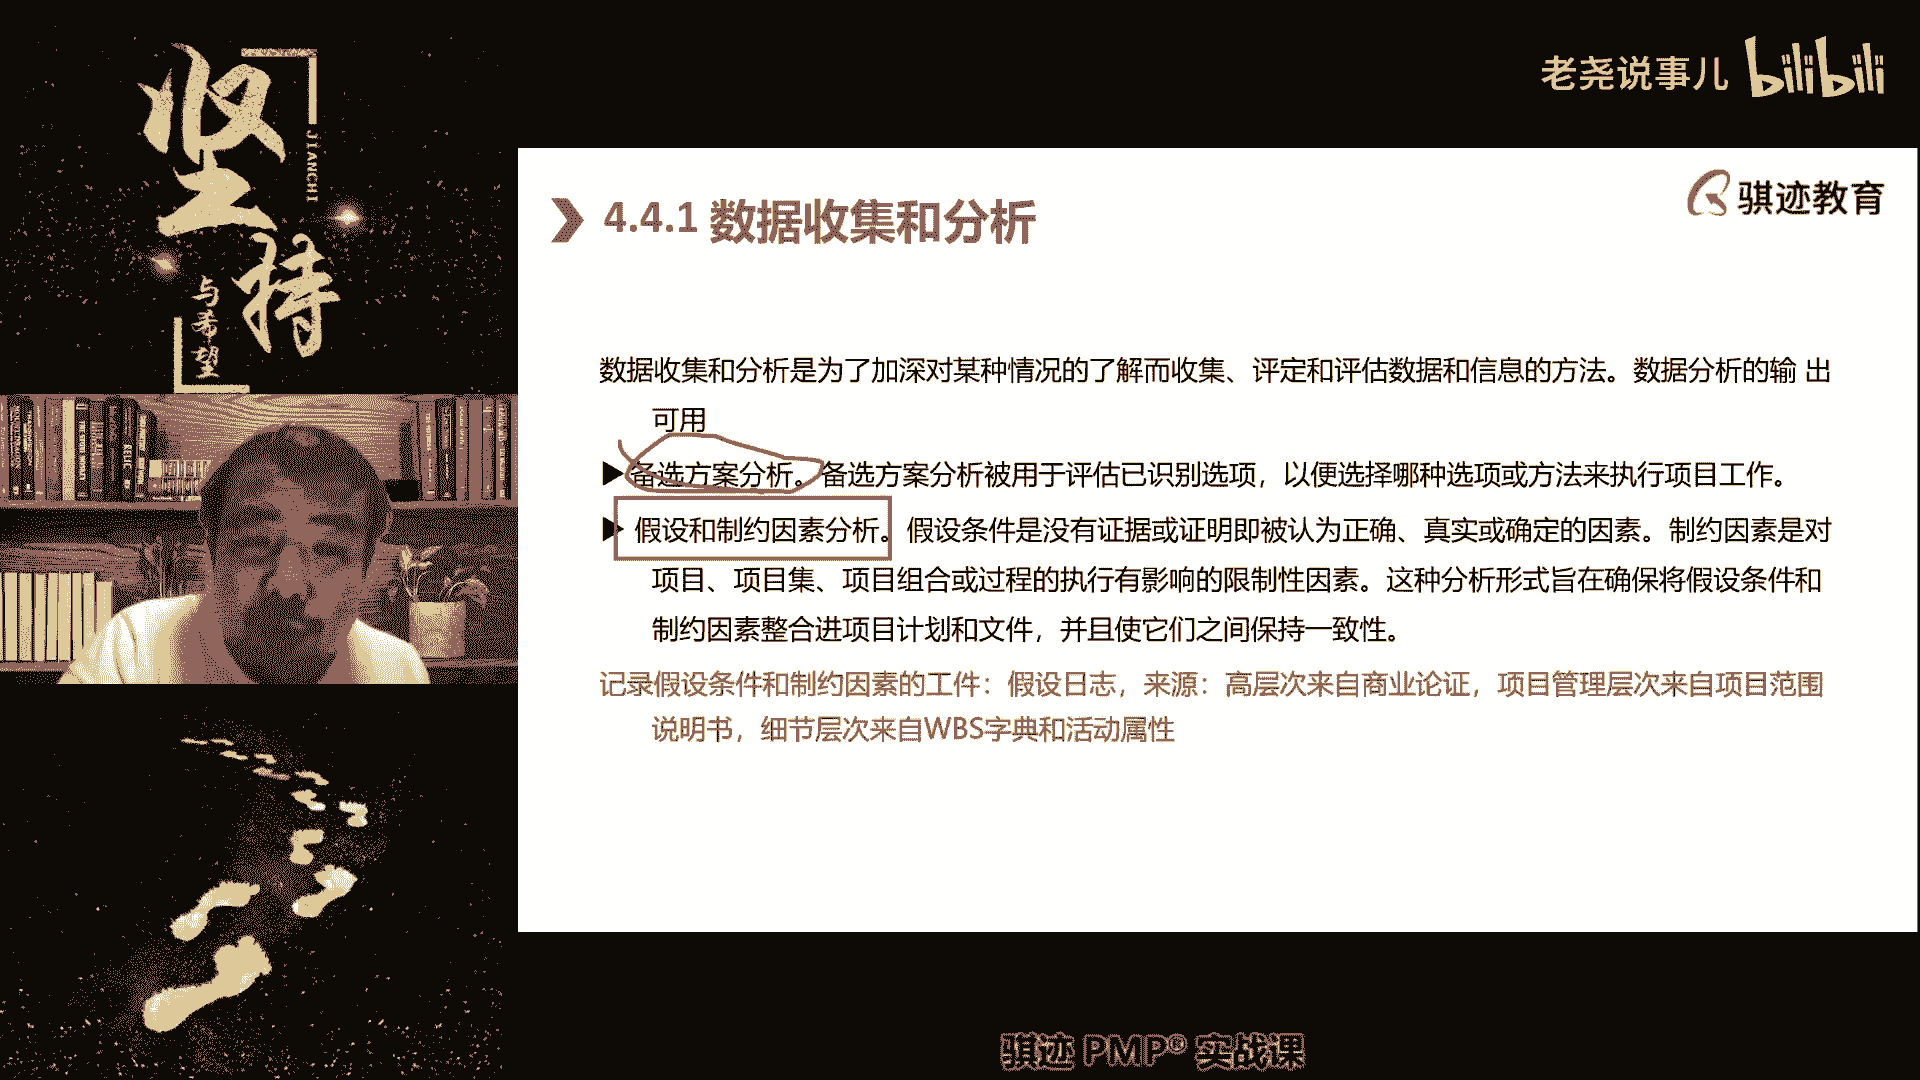 坚持
JIANCHI
与希望
老尧说事儿 bilibili
骐迹教育
4.4.1 数据收集和分析
数据收集和分析是为了加深对某种情况的了解而收集、评定和评估数据和信息的方法。数据分析的输 出
可用
▶备选方案分析。备选方案分析被用于评估已识别选项，以便选择哪种选项或方法来执行项目工作。
▶假设和制约因素分析。假设条件是没有证据或证明即被认为正确、真实或确定的因素。制约因素是对
项目、项目集、项目组合或过程的执行有影响的限制性因素。这种分析形式旨在确保将假设条件和
制约因素整合进项目计划和文件，并且使它们之间保持一致性。
记录假设条件和制约因素的工件：假设日志，来源：高层次来自商业论证，项目管理层次来自项目范围
说明书，细节层次来自WBS字典和活动属性
骐迹 PMP® 实战课